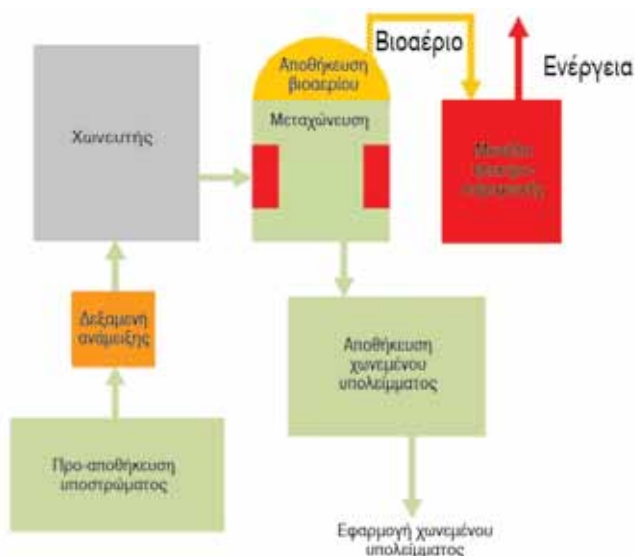 Αποθήκευση
βιοαερίου
Βιοαέριο
Ενέργεια
Χωνευτής
Μεταχώνευση
Δεξαμενή
ανάμειξης
Αποθήκευση
χωνεμένου
υπολείμματος
Προ-αποθήκευση
υποστρώματος
Εφαρμογή χωνεμένου
υπολείμματος